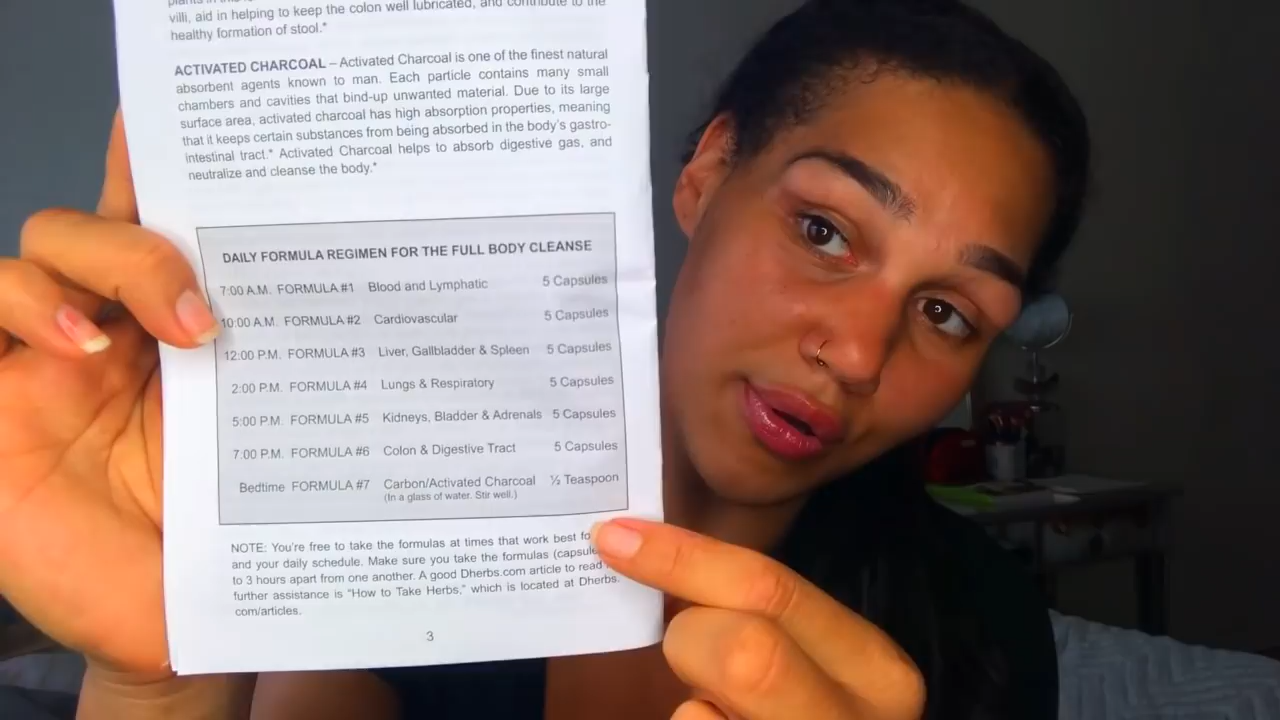 villi, aid in helping to keep the colon well lubricated, and contribute to the
healthy formation of stool.*
ACTIVATED CHARCOAL – Activated Charcoal is one of the finest natural
absorbent agents known to man. Each particle contains many small
chambers and cavities that bind-up unwanted material. Due to its large
surface area, activated charcoal has high absorption properties, meaning
that it keeps certain substances from being absorbed in the body's gastro-
intestinal tract.* Activated Charcoal helps to absorb digestive gas, and
neutralize and cleanse the body.*
DAILY FORMULA REGIMEN FOR THE FULL BODY CLEANSE
7:00 A.M. FORMULA #1 Blood and Lymphatic 5 Capsules
10:00 A.M. FORMULA #2 Cardiovascular 5 Capsules
12:00 P.M. FORMULA #3 Liver, Gallbladder & Spleen 5 Capsules
2:00 P.M. FORMULA #4 Lungs & Respiratory 5 Capsules
5:00 P.M. FORMULA #5 Kidneys, Bladder & Adrenals 5 Capsules
7:00 P.M. FORMULA #6 Colon & Digestive Tract 5 Capsules
Bedtime FORMULA #7 Carbon/Activated Charcoal ½ Teaspoon
(In a glass of water. Stir well.)
NOTE: You're free to take the formulas at times that work best
and your daily schedule. Make sure you take the formulas
to 3 hours apart from one another. A good Dherbs.com article to read
further assistance is "How to Take Herbs," which is located at Dherbs.
com/articles.
3